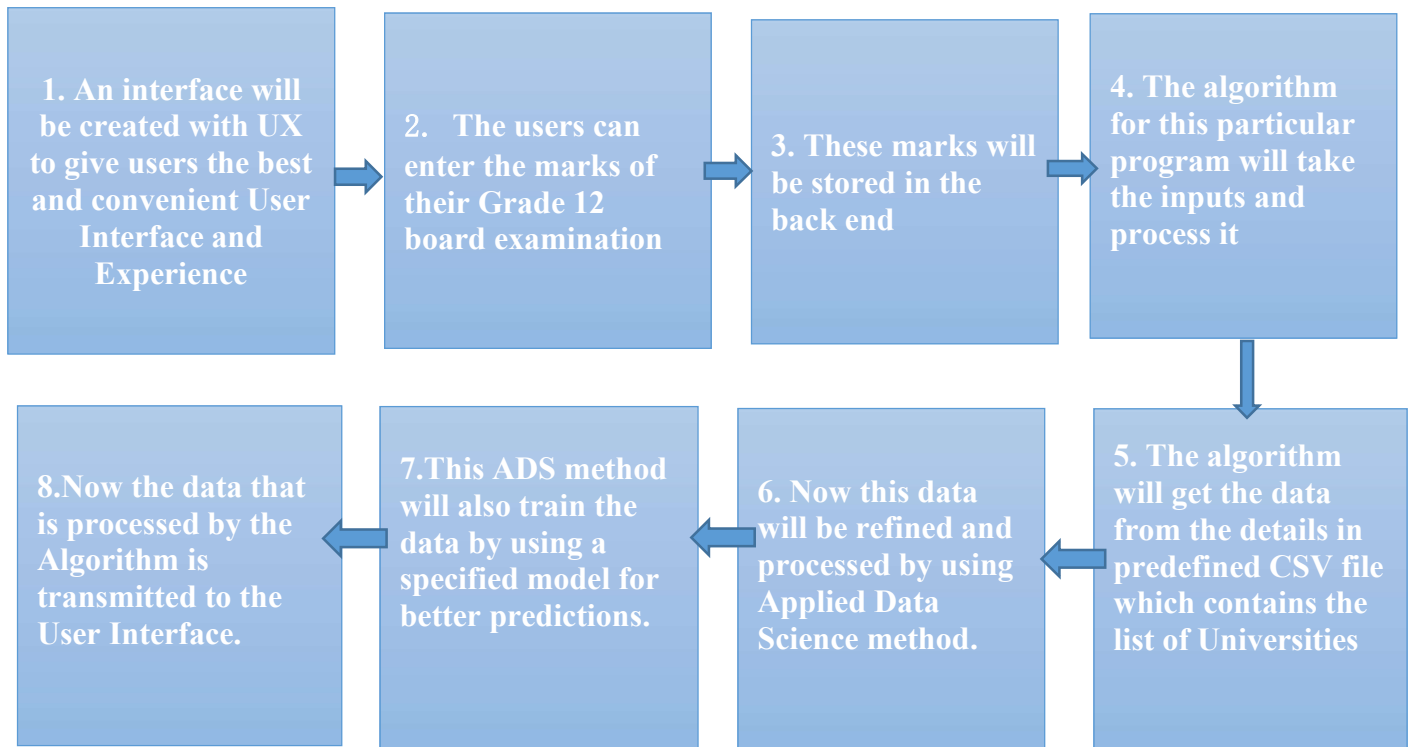 1. An interface will
be created with UX
to give users the best
and convenient User
Interface and
Experience
2. The users can
enter the marks of
their Grade 12
board examination
3. These marks will
be stored in the
back end
4. The algorithm
for this particular
program will take
the inputs and
process it
5. The algorithm
will get the data
from the details in
predefined CSV file
which contains the
list of Universities
6. Now this data
will be refined and
processed by using
Applied Data
Science method.
7.This ADS method
will also train the
data by using a
specified model for
better predictions.
8.Now the data that
is processed by the
Algorithm is
transmitted to the
User Interface.